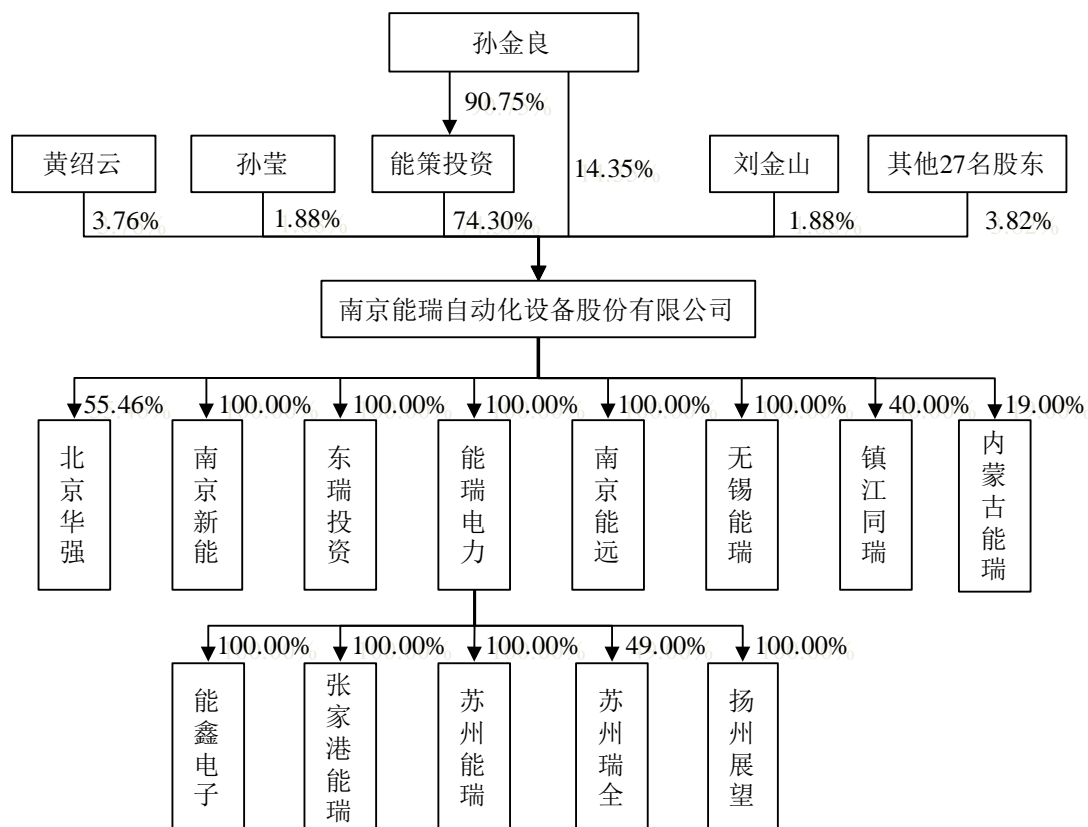 孙金良
90.75%
黄绍云
孙莹
能策投资
14.35%
刘金山
其他27名股东
3.76%
1.88%
74.30%
1.88%
3.82%
南京能瑞自动化设备股份有限公司
55.46%
100.00%
100.00%
100.00%
100.00%
100.00%
40.00%
19.00%
北京华强
南京新能
东瑞投资
能瑞电力
南京能远
无锡能瑞
镇江同瑞
内蒙古能瑞
100.00%
100.00%
100.00%
49.00%
100.00%
能鑫电子
张家港能瑞
苏州能瑞
苏州瑞全
扬州展望